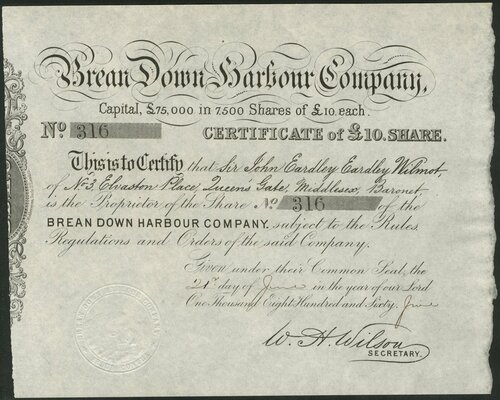 Brean Down Harbour Company.
Capital, £75,000 in 7500 Shares of £10. each.
No 316 CERTIFICATE of £10. SHARE.
This is to Certify that Sir John Eardley Eardley Wilmot,
of No 3, Elvaston Place, Queens Gate, Middlesex, Baronet
is the Proprietor of the Share No 316 of the
BREAN DOWN HARBOUR COMPANY. subject to the Rules
Regulations and Orders of the said Company.
Given under their Common Seal, the
21st day of June in the year of our Lord
One Thousand Eight Hundred and Sixty five
W. H. Wilson
SECRETARY.